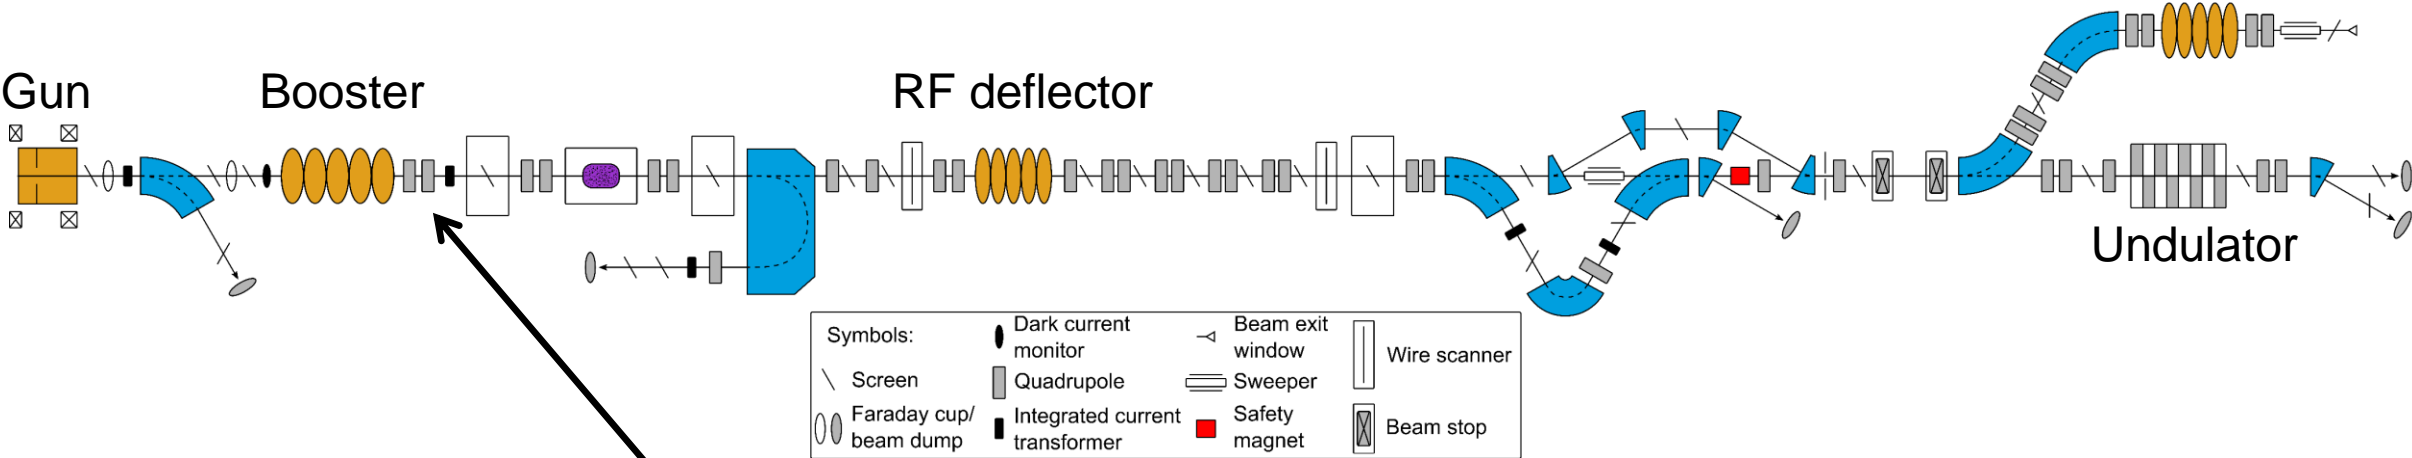 Gun
Booster
RF deflector
Undulator
Symbols:
Screen
Faraday cup/
beam dump
Dark current
monitor
Quadrupole
Integrated current
transformer
Beam exit
window
Sweeper
Safety
magnet
Wire scanner
Beam stop